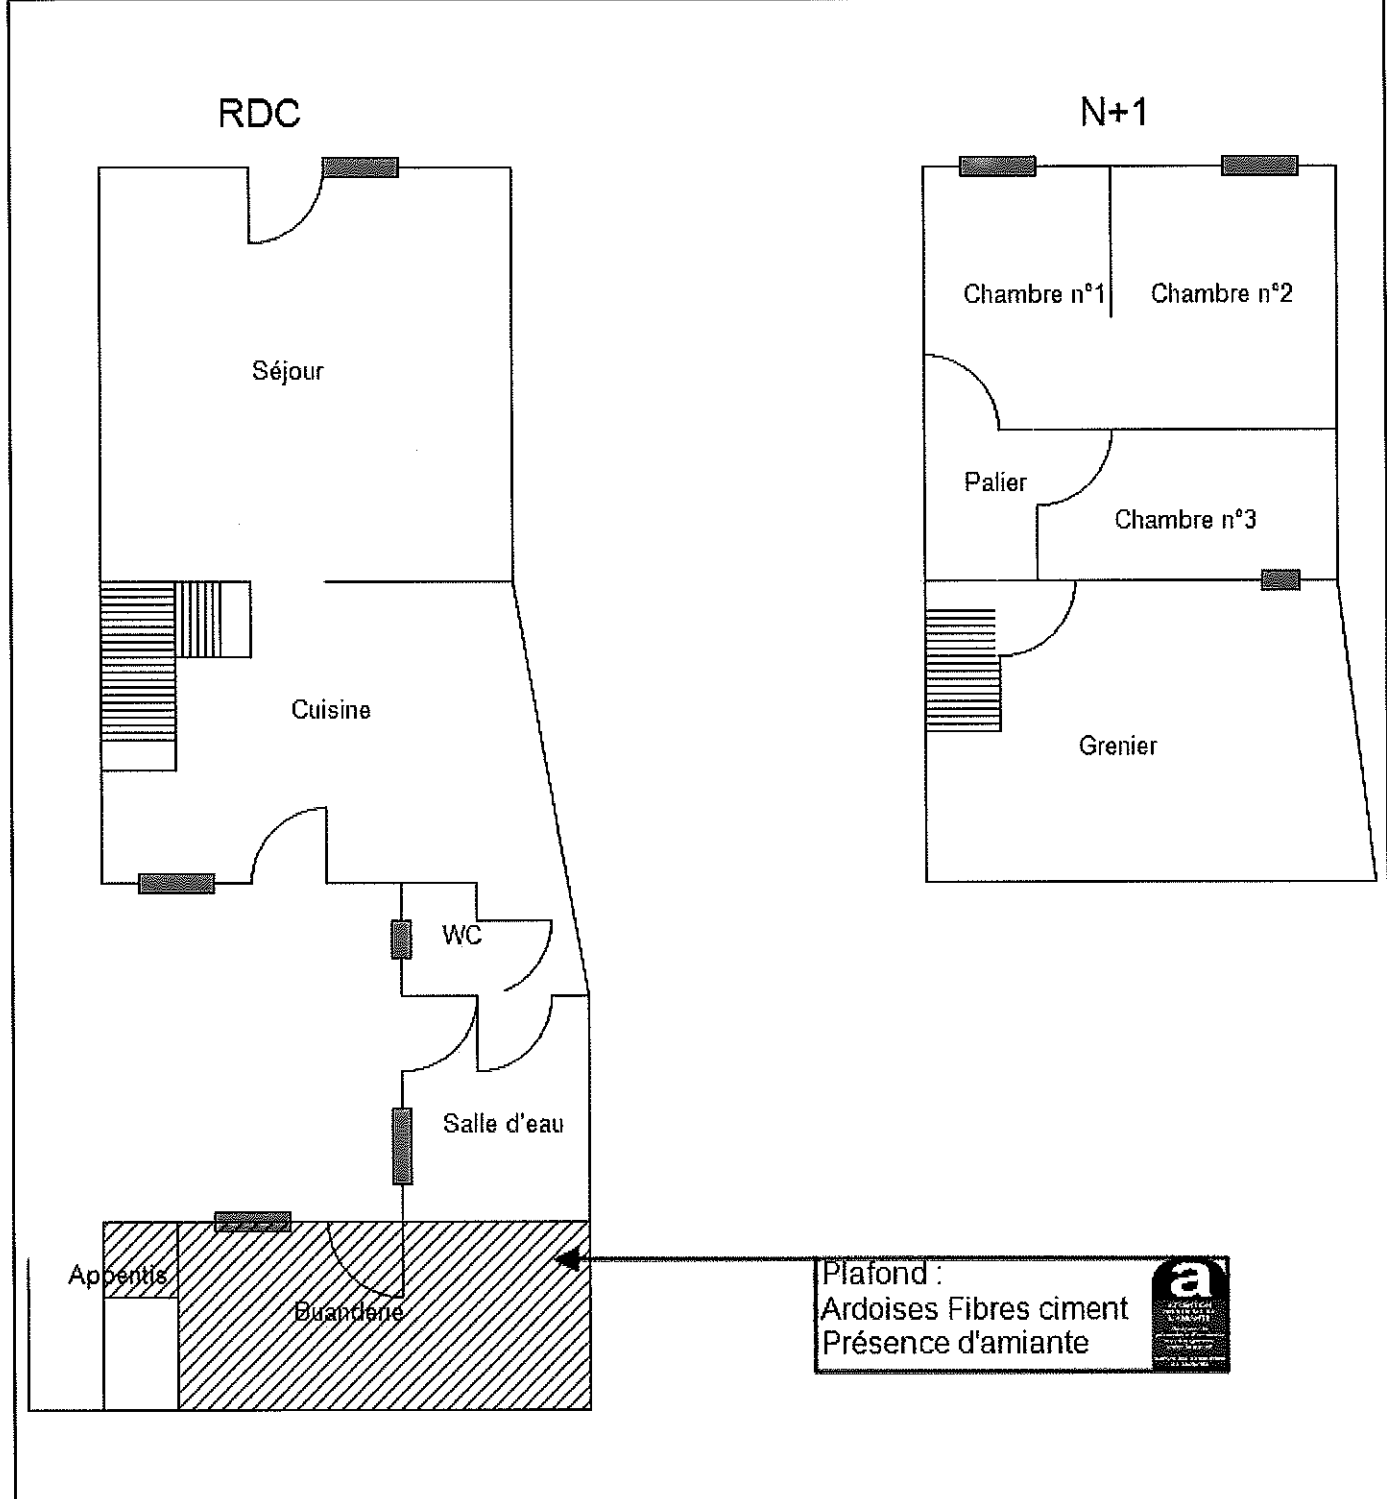 RDC
N+1
Séjour
Cuisine
WC
Salle d'eau
Appentis
Buanderie
Chambre n°1
Chambre n°2
Palier
Chambre n°3
Grenier
Plafond :
Ardoises Fibres ciment
Présence d'amiante
a